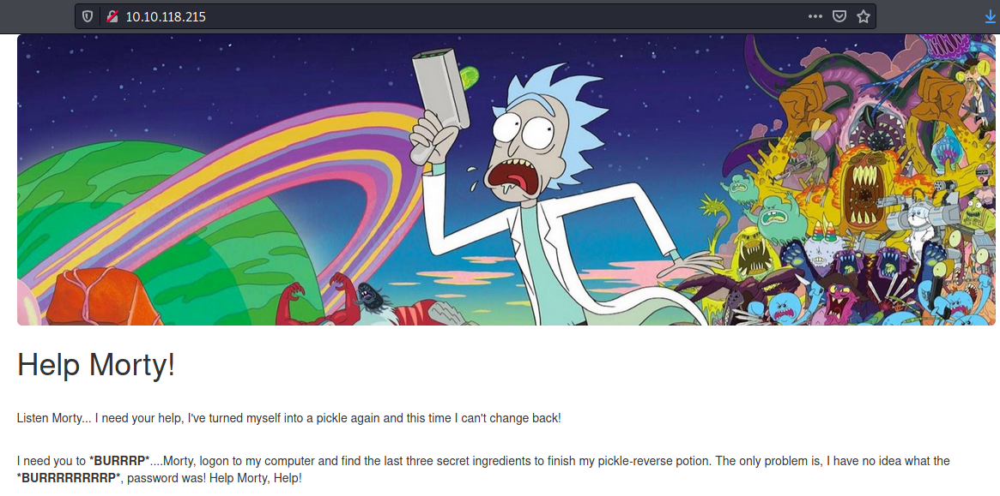 10.10.118.215
Help Morty!
Listen Morty... I need your help, I've turned myself into a pickle again and this time I can't change back!
I need you to *BURRRP*....Morty, logon to my computer and find the last three secret ingredients to finish my pickle-reverse potion. The only problem is, I have no idea what the
*BURRRRRRRRP*, password was! Help Morty, Help!